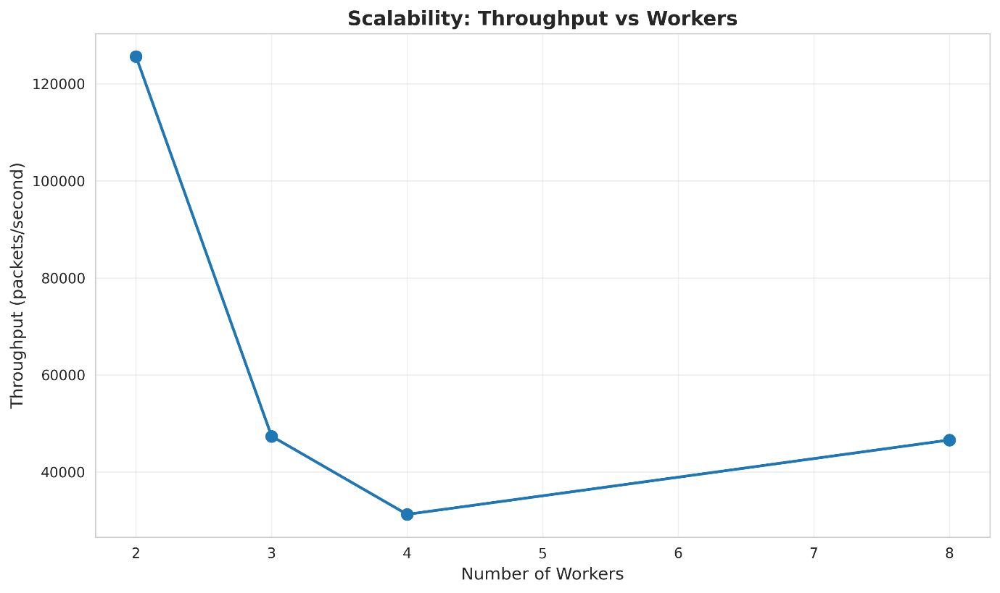 Scalability: Throughput vs Workers
Throughput (packets/second)
120000
100000
80000
60000
40000
2 3 4 5 6 7 8
Number of Workers